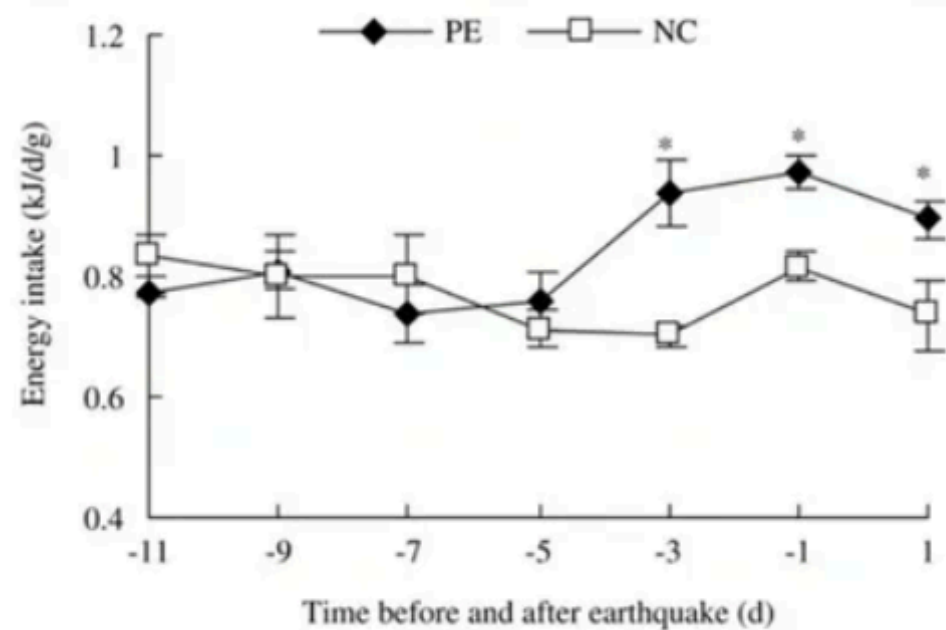 PE NC
1.2
1
0.8
0.6
0.4
Energy intake (kJ/d/g)
* * *
-11 -9 -7 -5 -3 -1 1
Time before and after earthquake (d)